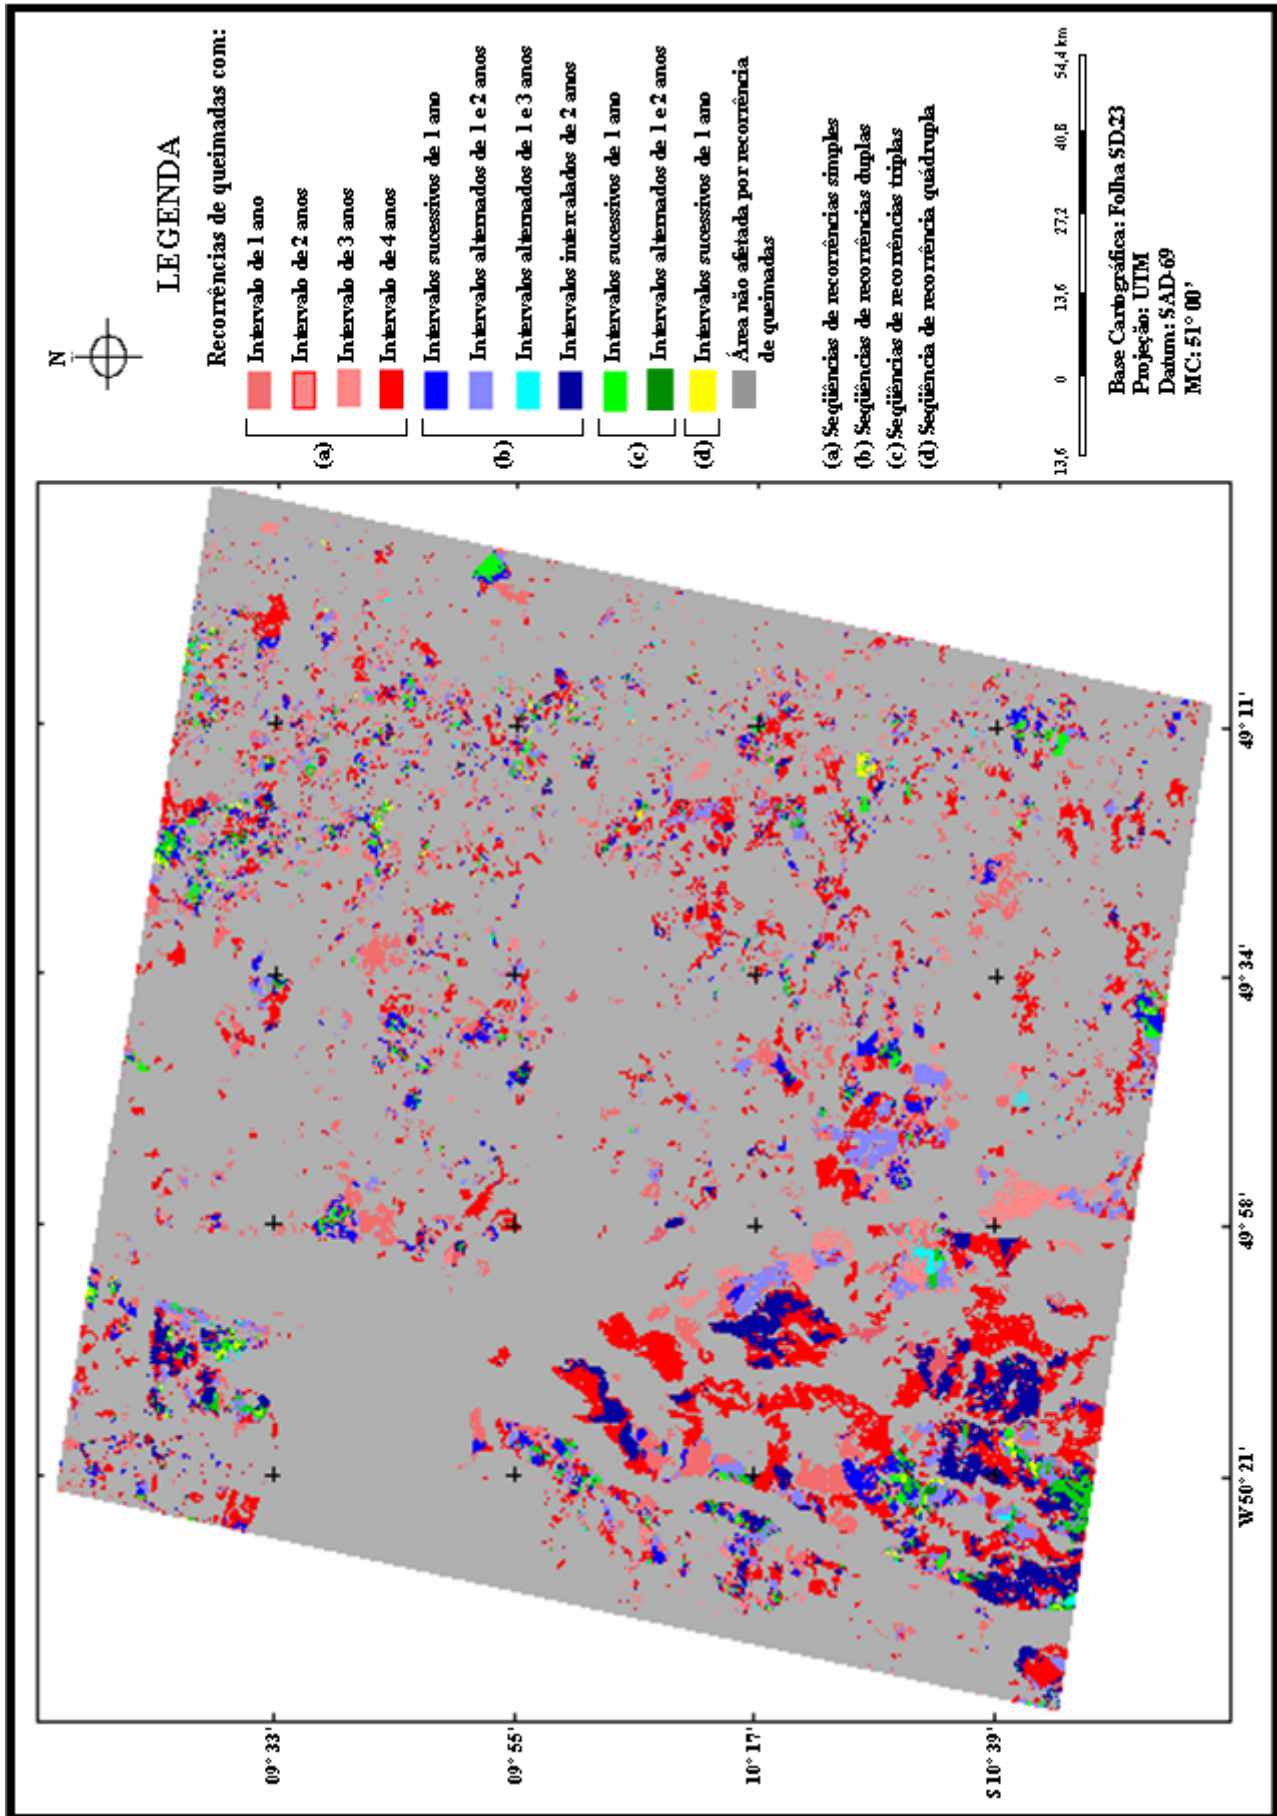 N
LEGENDA
Recorrências de queimadas com:
(a)
Intervalo de 1 ano
Intervalo de 2 anos
Intervalo de 3 anos
Intervalo de 4 anos
(b)
Intervalos sucessivos de 1 ano
Intervalos alternados de 1 e 2 anos
Intervalos alternados de 1 e 3 anos
Intervalos intercalados de 2 anos
(c)
Intervalos sucessivos de 1 ano
Intervalos alternados de 1 e 2 anos
(d)
Intervalos sucessivos de 1 ano
Área não afetada por recorrência
de queimadas
(a) Seqüências de recorrências simples
(b) Seqüências de recorrências duplas
(c) Seqüências de recorrências triplas
(d) Seqüência de recorrência quádrupla
13,6 0 13,6 27,2 40,8 54,4 km
Base Cartográfica: Folha SD.23
Projeção: UTM
Datum: SAD-69
MC: 51° 00'
09° 33'
09° 55'
10° 17'
S 10° 39'
W 50° 21'
49° 58'
49° 34'
49° 11'